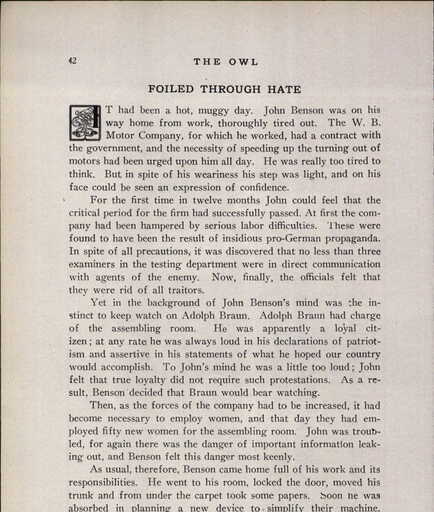 42
THE OWL
FOILED THROUGH HATE
IT had been a hot, muggy day. John Benson was on his
way home from work, thoroughly tired out. The W. B.
Motor Company, for which he worked, had a contract with
the government, and the necessity of speeding up the turning out of
motors had been urged upon him all day. He was really too tired to
think. But in spite of his weariness his step was light, and on his
face could be seen an expression of confidence.
For the first time in twelve months John could feel that the
critical period for the firm had successfully passed. At first the com-
pany had been hampered by serious labor difficulties. These were
found to have been the result of insidious pro-German propaganda.
In spite of all precautions, it was discovered that no less than three
examiners in the testing department were in direct communication
with agents of the enemy. Now, finally, the officials felt that
they were rid of all traitors.
Yet in the background of John Benson's mind was the in-
stinct to keep watch on Adolph Braun. Adolph Braun had charge
of the assembling room. He was apparently a loyal cit-
izen; at any rate he was always loud in his declarations of patriot-
ism and assertive in his statements of what he hoped our country
would accomplish. To John's mind he was a little too loud; John
felt that true loyalty did not require such protestations. As a re-
sult, Benson decided that Braun would bear watching.
Then, as the forces of the company had to be increased, it had
become necessary to employ women, and that day they had em-
ployed fifty new women for the assembling room. John was troub-
led, for again there was the danger of important information leak-
ing out, and Benson felt this danger most keenly.
As usual, therefore, Benson came home full of his work and its
responsibilities. He went to his room, locked the door, moved his
trunk and from under the carpet took some papers. Soon he was
absorbed in planning a new device to simplify their machine.